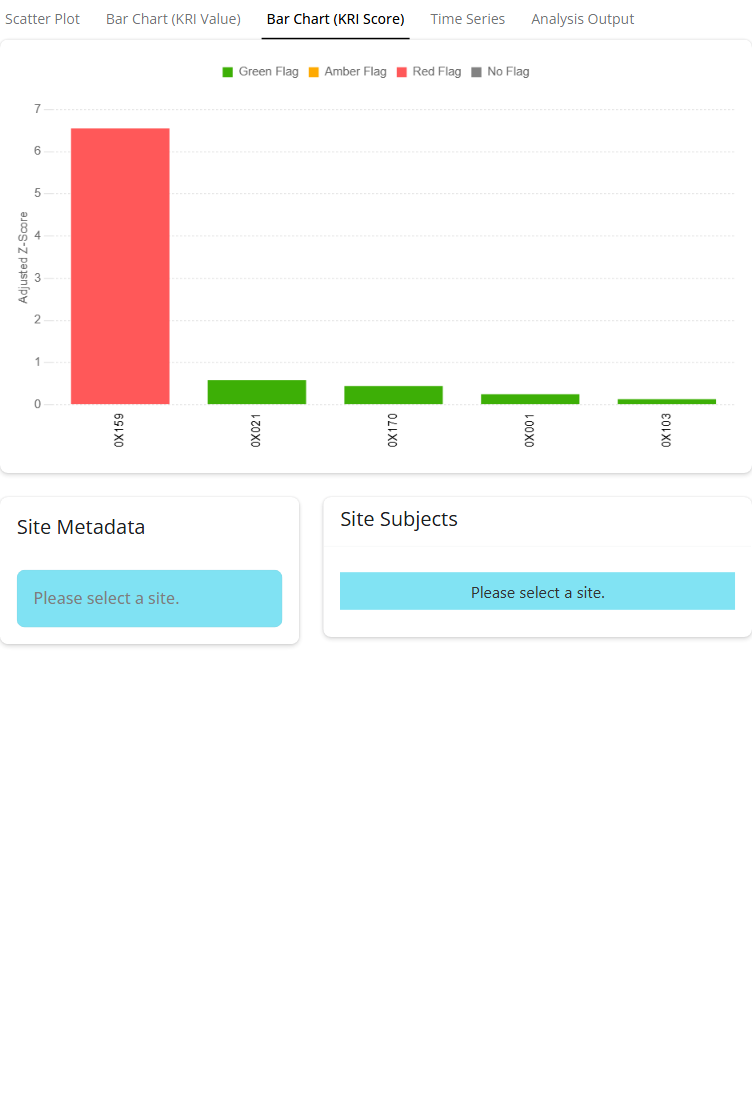 Scatter Plot Bar Chart (KRI Value) Bar Chart (KRI Score) Time Series Analysis Output
Green Flag Amber Flag Red Flag No Flag
Adjusted Z-Score
7
6
5
4
3
2
1
0
0X159 0X021 0X170 0X001 0X103
Site Metadata
Please select a site.
Site Subjects
Please select a site.